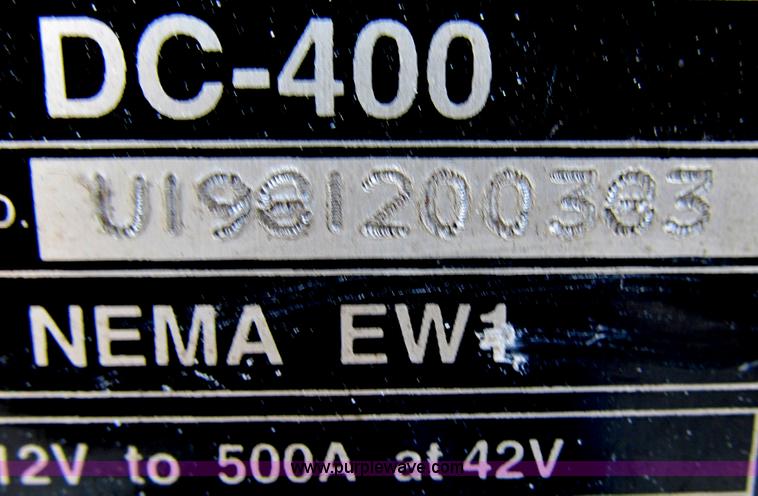 DC-400
O. U1981200383
NEMA EW1
12V to 500A at 42V
www.purplewave.com